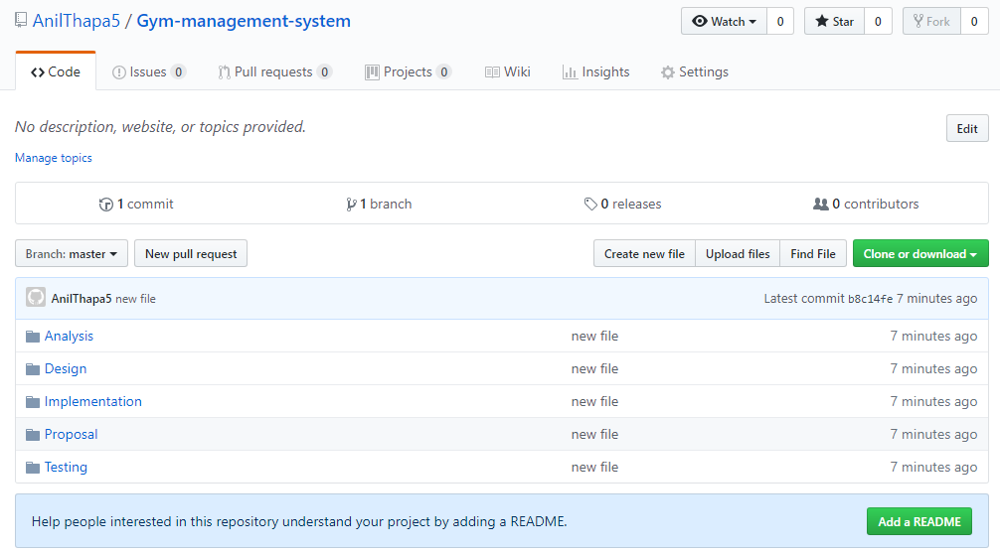 AnilThapa5 / Gym-management-system Watch 0 Star 0 Fork 0
Code Issues 0 Pull requests 0 Projects 0 Wiki Insights Settings
No description, website, or topics provided. Edit
Manage topics
1 commit 1 branch 0 releases 0 contributors
Branch: master New pull request Create new file Upload files Find File Clone or download
AnilThapa5 new file Latest commit b8c14fe 7 minutes ago
Analysis new file 7 minutes ago
Design new file 7 minutes ago
Implementation new file 7 minutes ago
Proposal new file 7 minutes ago
Testing new file 7 minutes ago
Help people interested in this repository understand your project by adding a README. Add a README